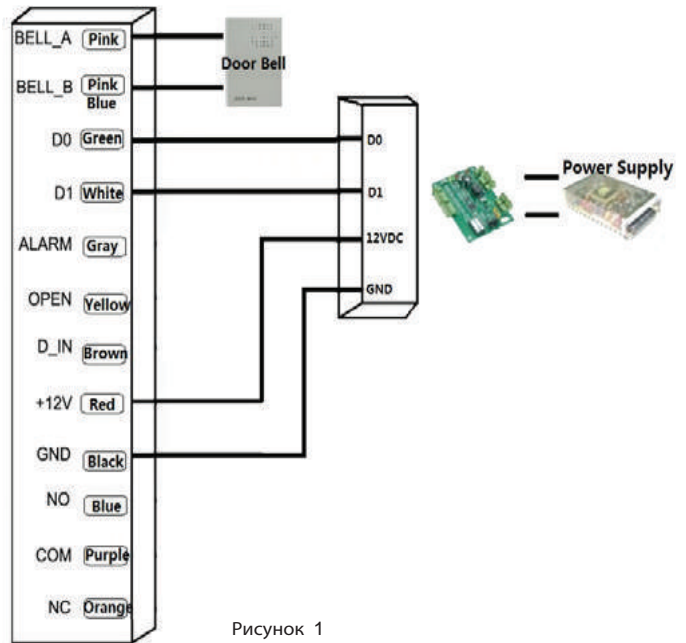 BELL_A Pink
BELL_B Pink
Blue
Door Bell
D0 Green
D0
D1 White
D1
Power Supply
ALARM Gray
12VDC
OPEN Yellow
GND
D_IN Brown
+12V Red
GND Black
NO Blue
COM Purple
NC Orange
Рисунок 1